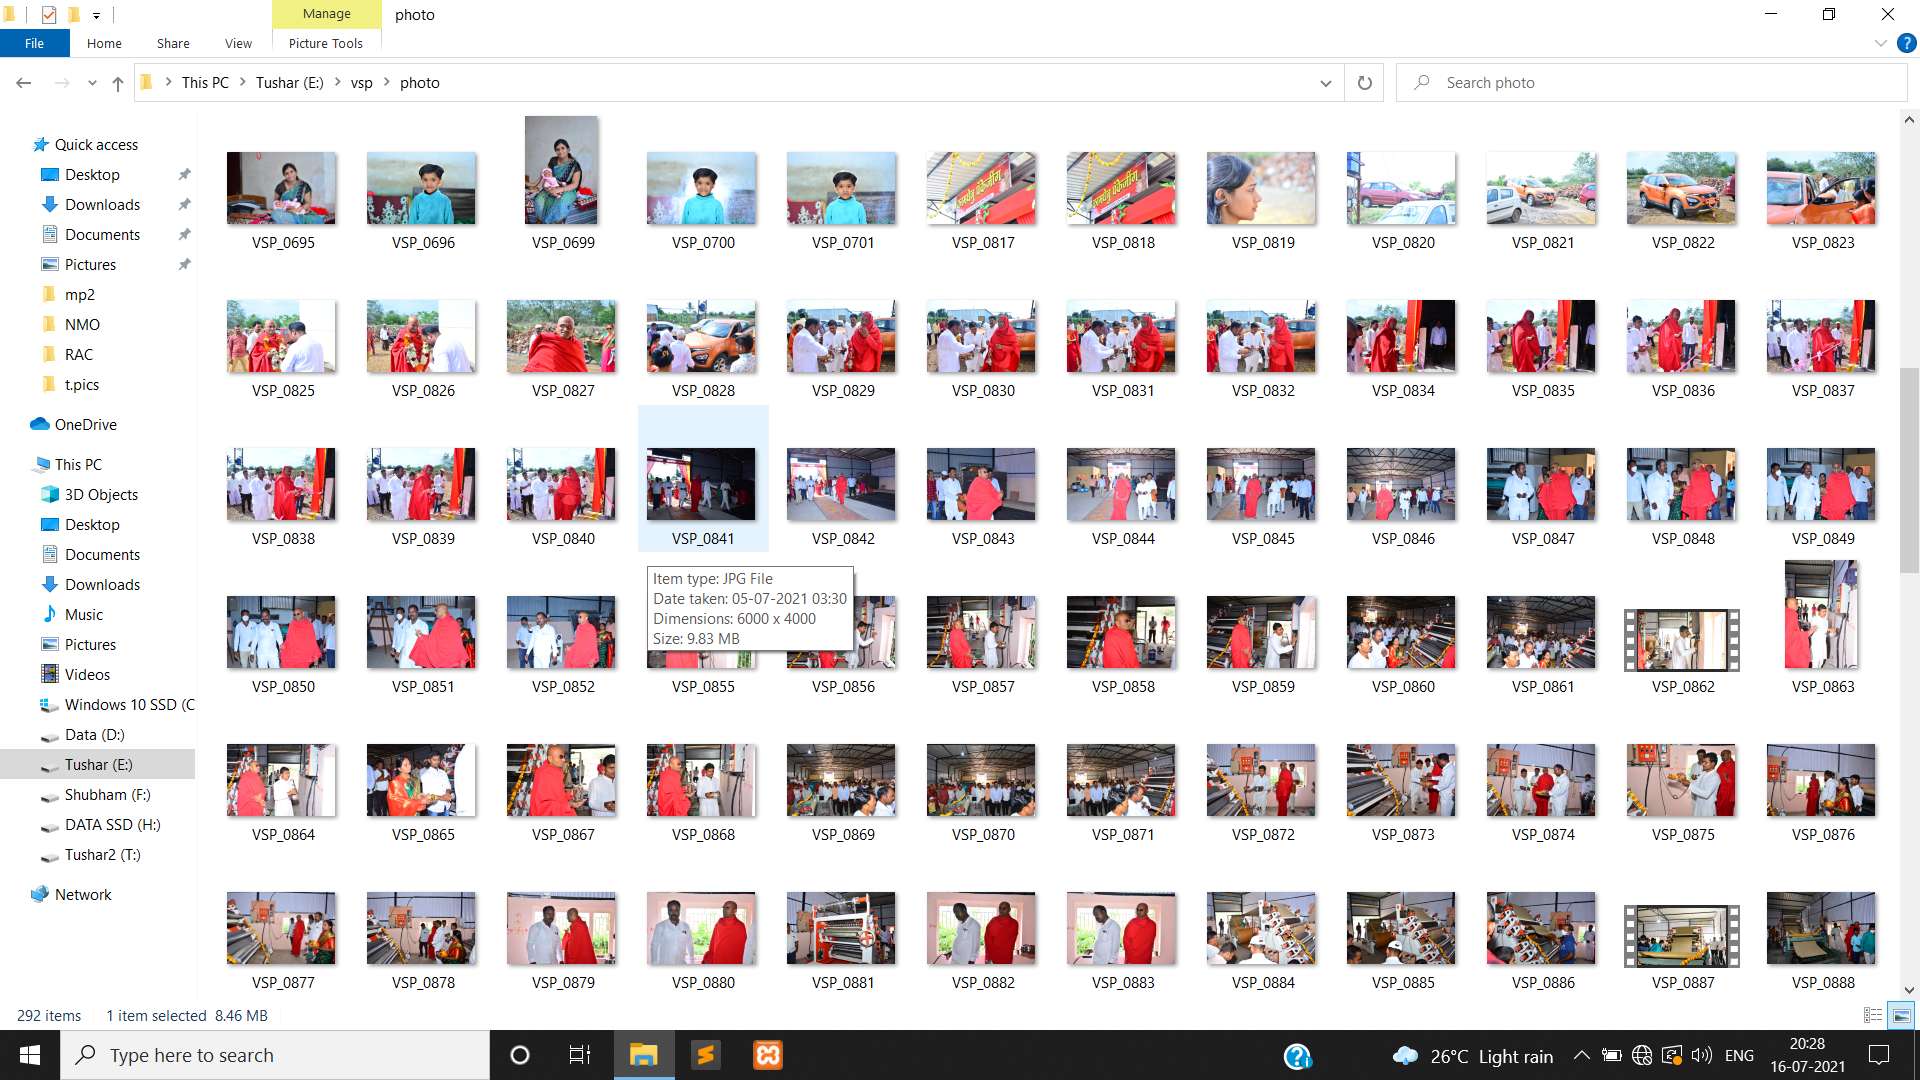 Manage
photo
File
Home
Share
View
Picture Tools
This PC
Tushar (E:)
vsp
photo
Search photo
Quick access
Desktop
Downloads
Documents
Pictures
mp2
NMO
RAC
t.pics
OneDrive
This PC
3D Objects
Desktop
Documents
Downloads
Music
Pictures
Videos
Windows 10 SSD (C
Data (D:)
Tushar (E:)
Shubham (F:)
DATA SSD (H:)
Tushar2 (T:)
Network
VSP_0695 VSP_0696 VSP_0699 VSP_0700 VSP_0701 VSP_0817 VSP_0818 VSP_0819 VSP_0820 VSP_0821 VSP_0822 VSP_0823
VSP_0825 VSP_0826 VSP_0827 VSP_0828 VSP_0829 VSP_0830 VSP_0831 VSP_0832 VSP_0834 VSP_0835 VSP_0836 VSP_0837
VSP_0838 VSP_0839 VSP_0840 VSP_0841 VSP_0842 VSP_0843 VSP_0844 VSP_0845 VSP_0846 VSP_0847 VSP_0848 VSP_0849
Item type: JPG File
Date taken: 05-07-2021 03:30
Dimensions: 6000 x 4000
Size: 9.83 MB
VSP_0850 VSP_0851 VSP_0852 VSP_0855 VSP_0856 VSP_0857 VSP_0858 VSP_0859 VSP_0860 VSP_0861 VSP_0862 VSP_0863
VSP_0864 VSP_0865 VSP_0867 VSP_0868 VSP_0869 VSP_0870 VSP_0871 VSP_0872 VSP_0873 VSP_0874 VSP_0875 VSP_0876
VSP_0877 VSP_0878 VSP_0879 VSP_0880 VSP_0881 VSP_0882 VSP_0883 VSP_0884 VSP_0885 VSP_0886 VSP_0887 VSP_0888
292 items 1 item selected 8.46 MB
Type here to search
26°C Light rain
ENG
20:28
16-07-2021